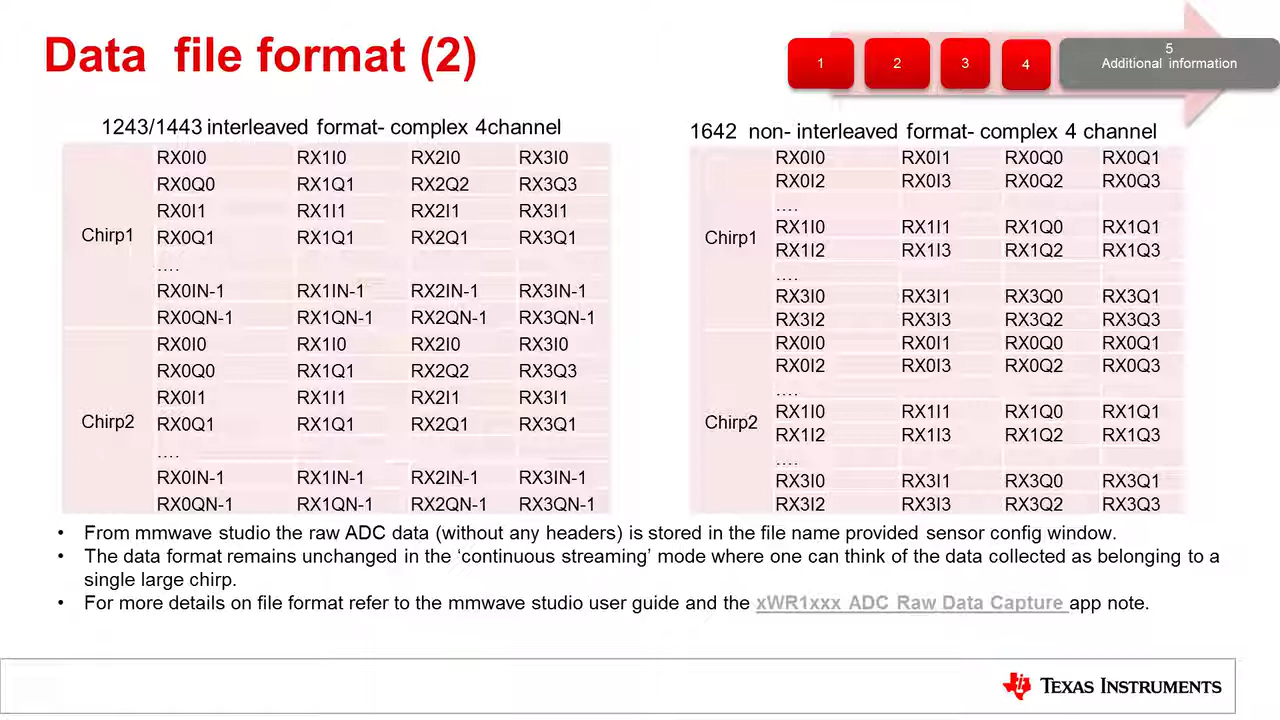 Data file format (2)
1
2
3
4
5
Additional information
1243/1443 interleaved format- complex 4channel
Chirp1
RX0I0 RX1I0 RX2I0 RX3I0
RX0Q0 RX1Q1 RX2Q2 RX3Q3
RX0I1 RX1I1 RX2I1 RX3I1
RX0Q1 RX1Q1 RX2Q1 RX3Q1
....
RX0IN-1 RX1IN-1 RX2IN-1 RX3IN-1
RX0QN-1 RX1QN-1 RX2QN-1 RX3QN-1
Chirp2
RX0I0 RX1I0 RX2I0 RX3I0
RX0Q0 RX1Q1 RX2Q2 RX3Q3
RX0I1 RX1I1 RX2I1 RX3I1
RX0Q1 RX1Q1 RX2Q1 RX3Q1
....
RX0IN-1 RX1IN-1 RX2IN-1 RX3IN-1
RX0QN-1 RX1QN-1 RX2QN-1 RX3QN-1
1642 non- interleaved format- complex 4 channel
Chirp1
RX0I0 RX0I1 RX0Q0 RX0Q1
RX0I2 RX0I3 RX0Q2 RX0Q3
....
RX1I0 RX1I1 RX1Q0 RX1Q1
RX1I2 RX1I3 RX1Q2 RX1Q3
....
RX3I0 RX3I1 RX3Q0 RX3Q1
RX3I2 RX3I3 RX3Q2 RX3Q3
Chirp2
RX0I0 RX0I1 RX0Q0 RX0Q1
RX0I2 RX0I3 RX0Q2 RX0Q3
....
RX1I0 RX1I1 RX1Q0 RX1Q1
RX1I2 RX1I3 RX1Q2 RX1Q3
....
RX3I0 RX3I1 RX3Q0 RX3Q1
RX3I2 RX3I3 RX3Q2 RX3Q3
• From mmwave studio the raw ADC data (without any headers) is stored in the file name provided sensor config window.
• The data format remains unchanged in the ‘continuous streaming’ mode where one can think of the data collected as belonging to a
single large chirp.
• For more details on file format refer to the mmwave studio user guide and the xWR1xxx ADC Raw Data Capture app note.
TEXAS INSTRUMENTS